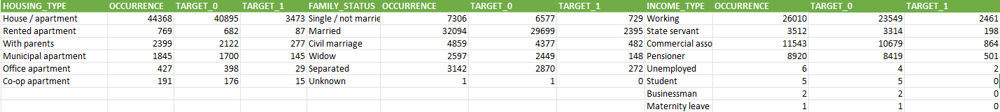 HOUSING_TYPE OCCURRENCE TARGET_0 TARGET_1 FAMILY_STATUS OCCURRENCE TARGET_0 TARGET_1 INCOME_TYPE OCCURRENCE TARGET_0 TARGET_1
House / apartment 44368 40895 3473 Single / not marrie 7306 6577 729 Working 26010 23549 2461
Rented apartment 769 682 87 Married 32094 29699 2395 State servant 3512 3314 198
With parents 2399 2122 277 Civil marriage 4859 4377 482 Commercial asso 11543 10679 864
Municipal apartment 1845 1700 145 Widow 2597 2449 148 Pensioner 8920 8419 501
Office apartment 427 398 29 Separated 3142 2870 272 Unemployed 6 4 2
Co-op apartment 191 176 15 Unknown 1 1 0 Student 5 5 0
Businessman 2 2 0
Maternity leave 1 1 0